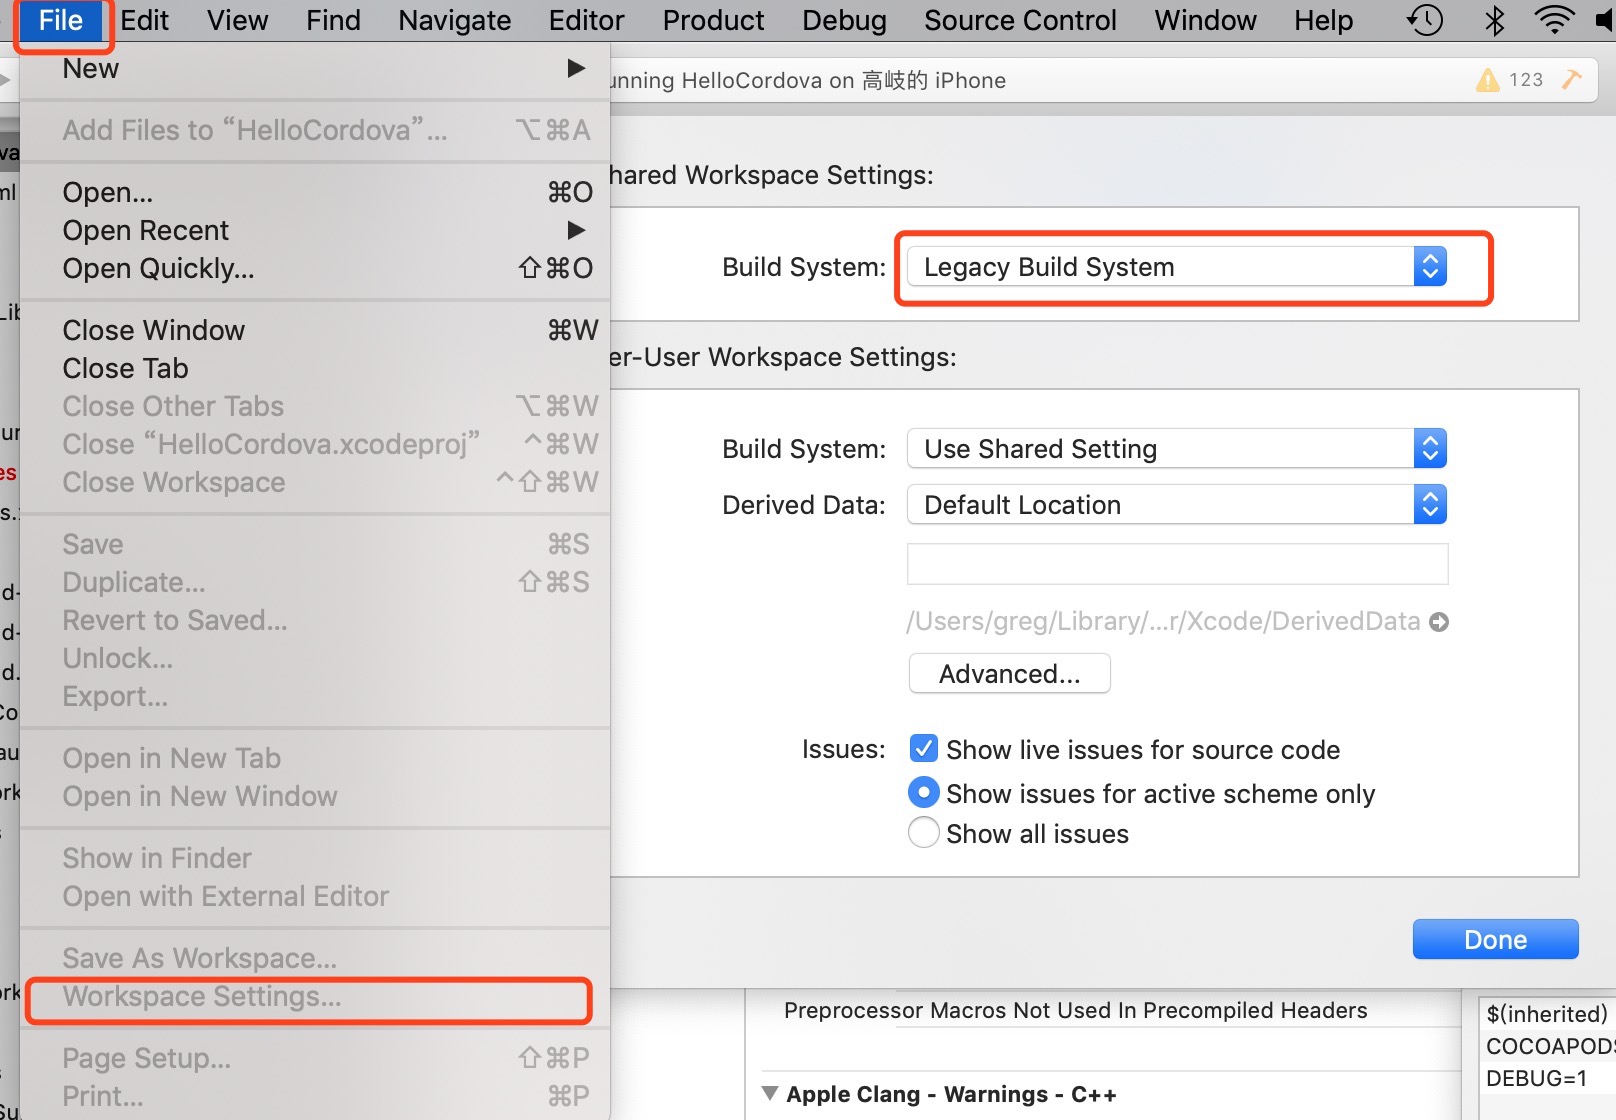 File Edit View Find Navigate Editor Product Debug Source Control Window Help
New
unning HelloCordova on 高岐的 iPhone
123
Add Files to “HelloCordova”... ⌥⌘A
Open... ⌘O
Open Recent
Open Quickly... ⇧⌘O
Close Window ⌘W
Close Tab
Close Other Tabs ⌥⌘W
Close “HelloCordova.xcodeproj” ^⌘W
Close Workspace ^⇧⌘W
Save ⌘S
Duplicate... ⇧⌘S
Revert to Saved...
Unlock...
Export...
Open in New Tab
Open in New Window
Show in Finder
Open with External Editor
Save As Workspace...
Workspace Settings...
Page Setup... ⇧⌘P
Print... ⌘P
hared Workspace Settings:
Build System: Legacy Build System
er-User Workspace Settings:
Build System: Use Shared Setting
Derived Data: Default Location
/Users/greg/Library/...r/Xcode/DerivedData
Advanced...
Issues: Show live issues for source code
Show issues for active scheme only
Show all issues
Done
Preprocessor Macros Not Used In Precompiled Headers
Apple Clang - Warnings - C++
$(inherited)
COCOAPODS
DEBUG=1